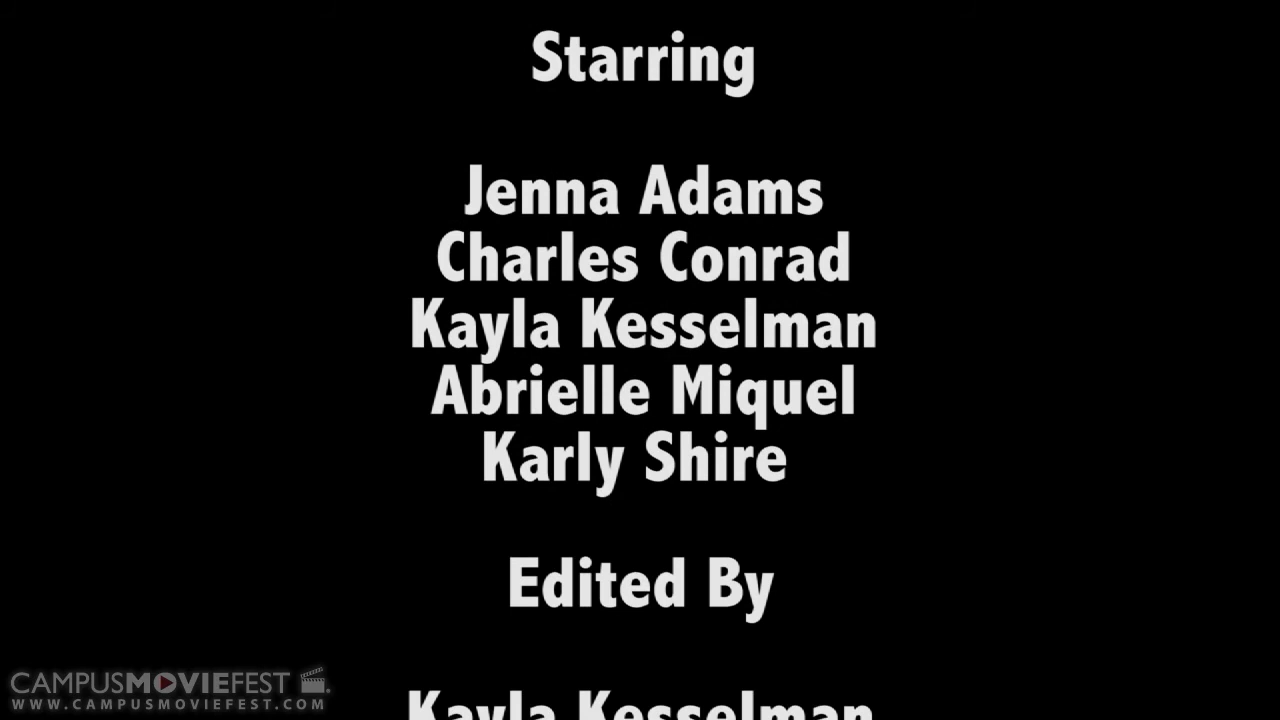 Starring
Jenna Adams
Charles Conrad
Kayla Kesselman
Abrielle Miquel
Karly Shire
Edited By
Kayla Kesselman
CAMPUSMOVIEFEST
WWW.CAMPUSMOVIEFEST.COM